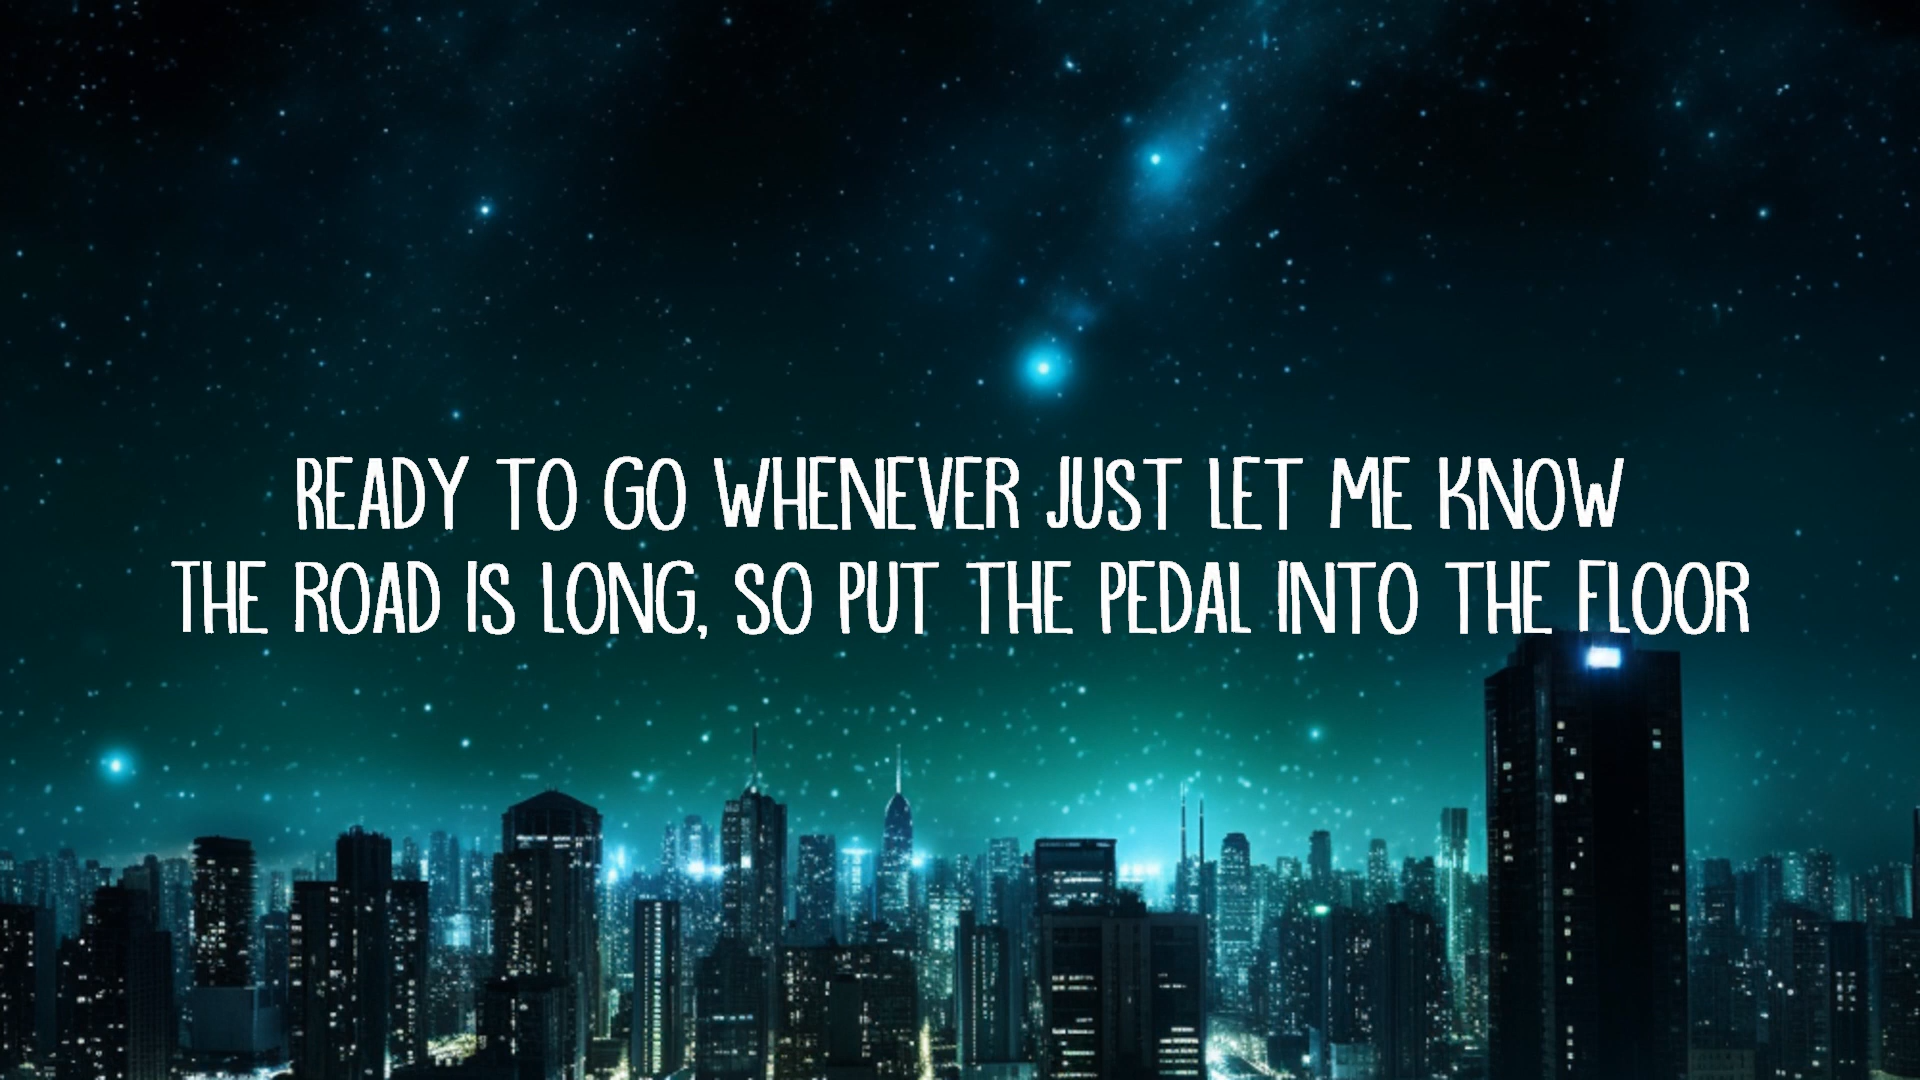 READY TO GO WHENEVER JUST LET ME KNOW
THE ROAD IS LONG, SO PUT THE PEDAL INTO THE FLOOR